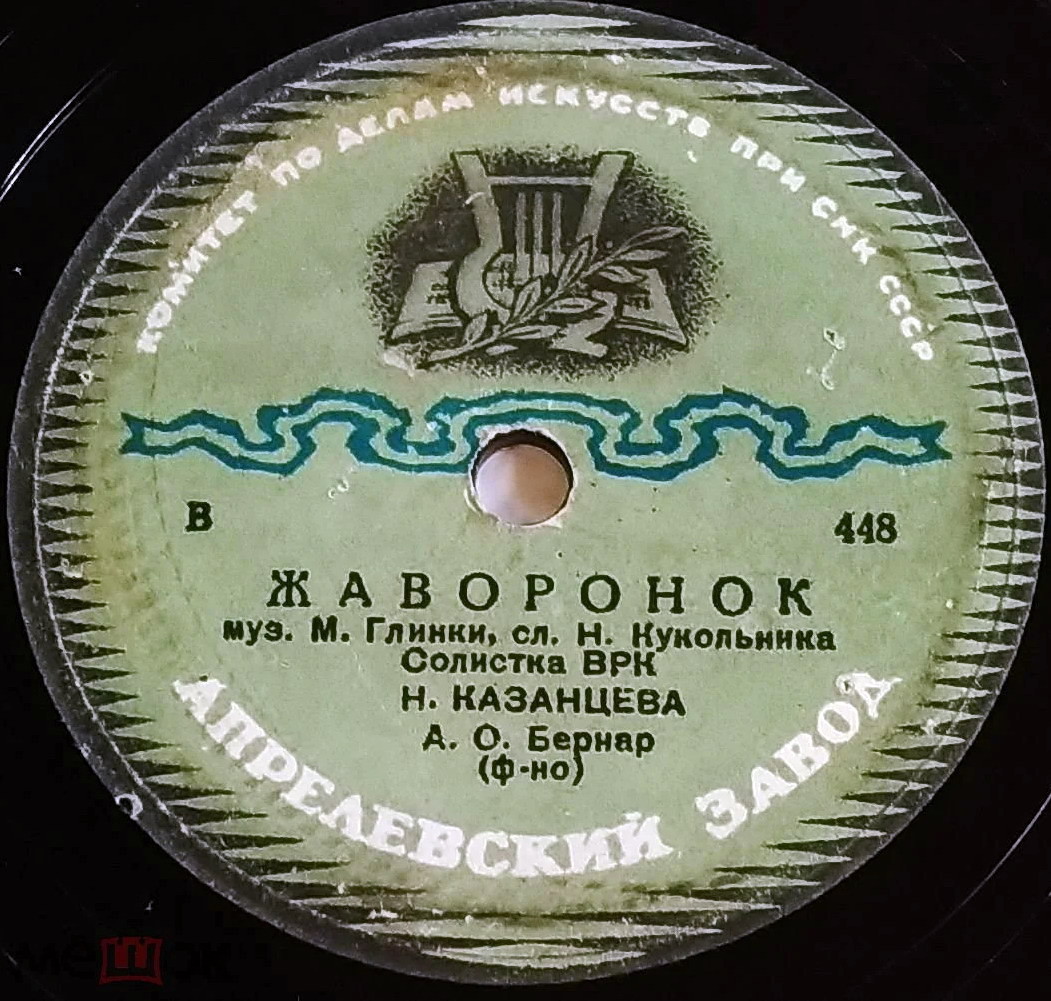 КОМИТЕТ ПО ДЕЛАМ ИСКУССТВ ПРИ СНК СССР
В
448
ЖАВОРОНОК
муз. М. Глинки, сл. Н. Кукольника
Солистка ВРК
Н. КАЗАНЦЕВА
А. О. Бернар
(ф-но)
АПРЕЛЕВСКИЙ ЗАВОД
мешок